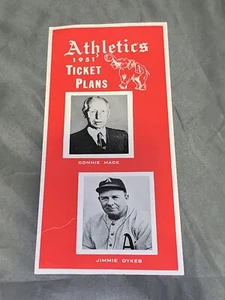 Athletics
1951
TICKET
PLANS
CONNIE MACK
A
A
JIMMIE DYKES